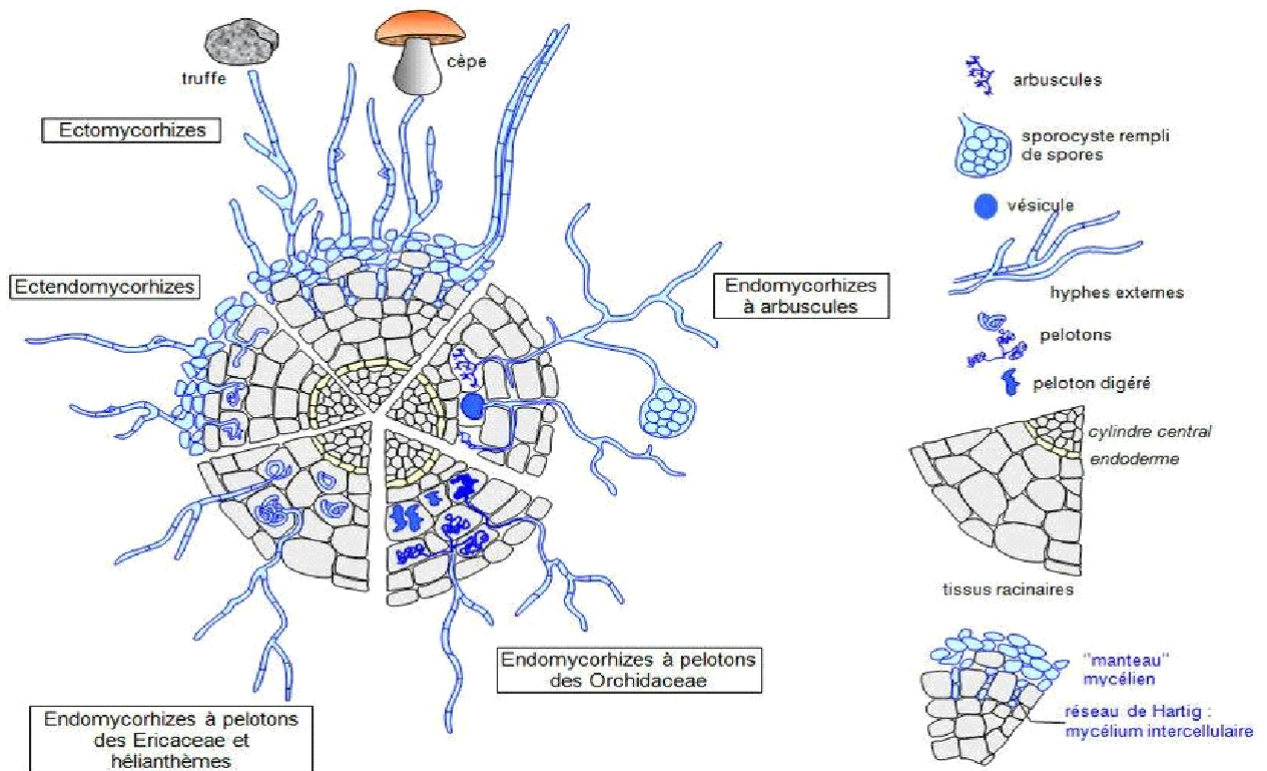 truffe
cèpe
Ectomycorhizes
Ectendomycorhizes
Endomycorhizes
à arbuscules
Endomycorhizes à pelotons
des Orchidaceae
Endomycorhizes à pelotons
des Ericaceae et
hélianthèmes
arbuscules
sporocyste rempli
de spores
vésicule
hyphes externes
pelotons
peloton digéré
cylindre central
endoderme
tissus racinaires
"manteau"
mycélien
réseau de Hartig :
mycélium intercellulaire